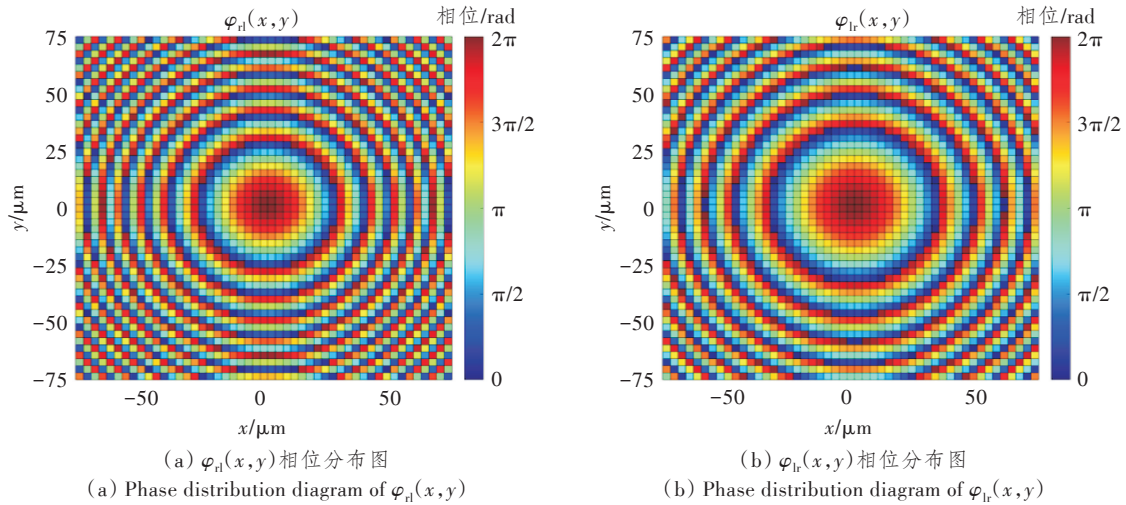 φrl(x,y)
相位/rad
75
50
25
0
−25
−50
−75
y/μm
−50
0
50
x/μm
2π
3π/2
π
π/2
0
(a) φrl(x,y)相位分布图
(a) Phase distribution diagram of φrl(x,y)
φlr(x,y)
相位/rad
75
50
25
0
−25
−50
−75
y/μm
−50
0
50
x/μm
2π
3π/2
π
π/2
0
(b) φlr(x,y)相位分布图
(b) Phase distribution diagram of φlr(x,y)